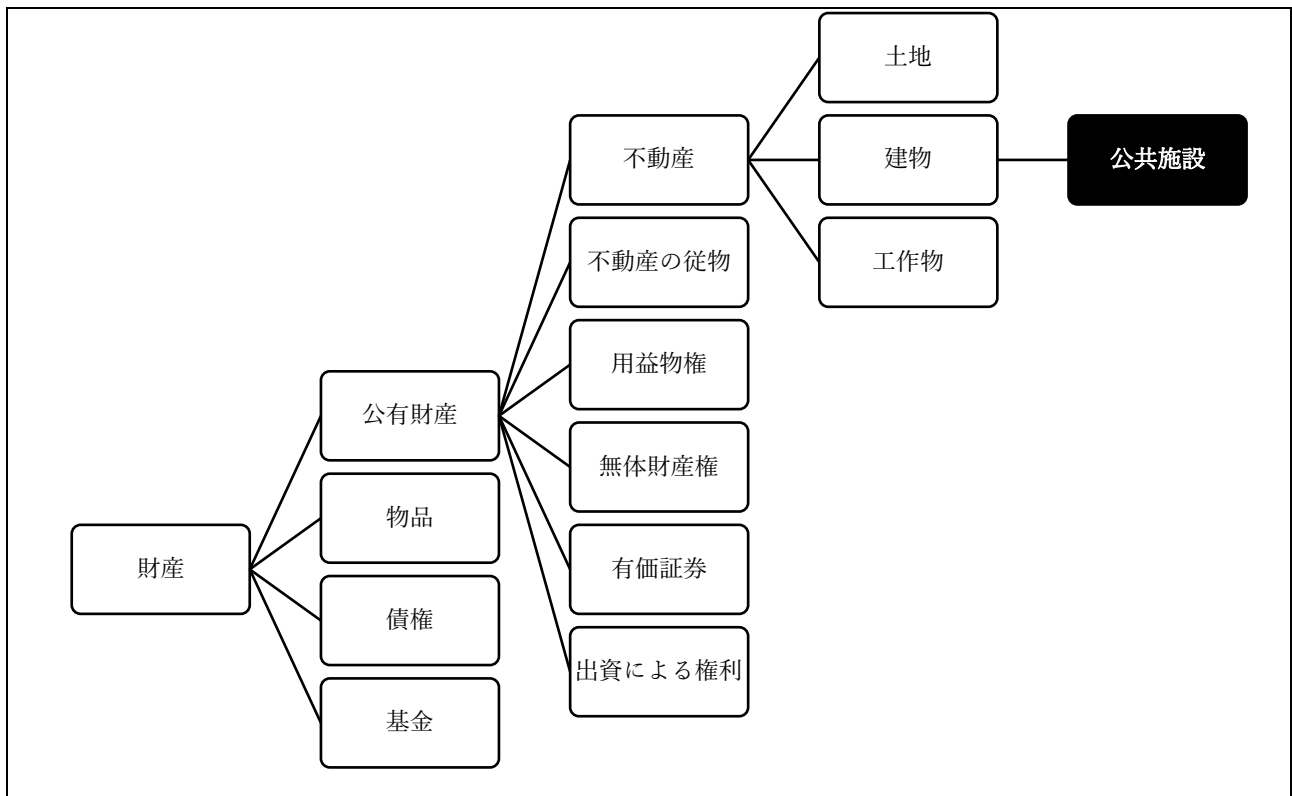 土地
不動産
建物
公共施設
不動産の従物
工作物
用益物権
公有財産
無体財産権
物品
財産
有価証券
債権
出資による権利
基金